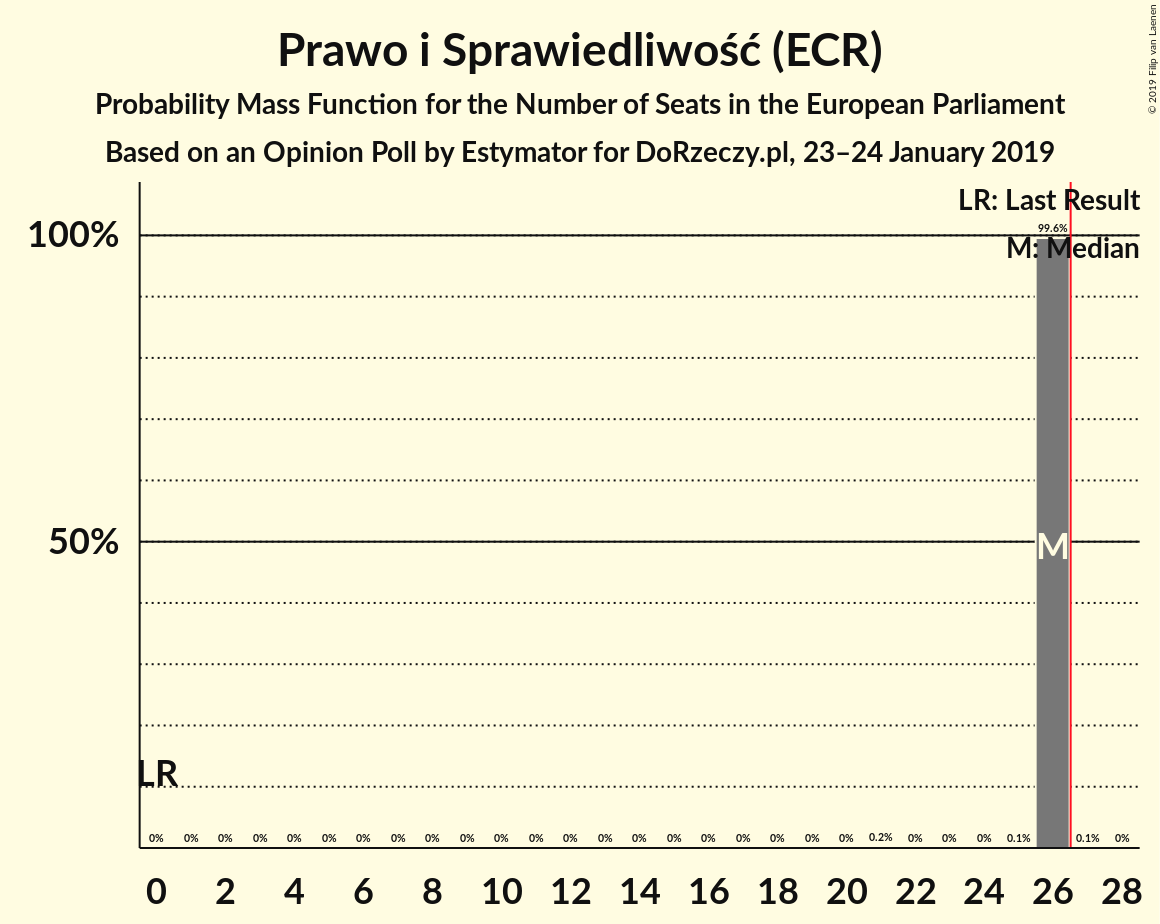 Prawo i Sprawiedliwość (ECR)
Probability Mass Function for the Number of Seats in the European Parliament
Based on an Opinion Poll by Estymator for DoRzeczy.pl, 23–24 January 2019
© 2019 Filip van Laenen
LR: Last Result
M: Median
100%
50%
99.6%
M
LR
0% 0% 0% 0% 0% 0% 0% 0% 0% 0% 0% 0% 0% 0% 0% 0% 0% 0% 0% 0% 0% 0.2% 0% 0% 0% 0.1% 0.1% 0%
0 2 4 6 8 10 12 14 16 18 20 22 24 26 28